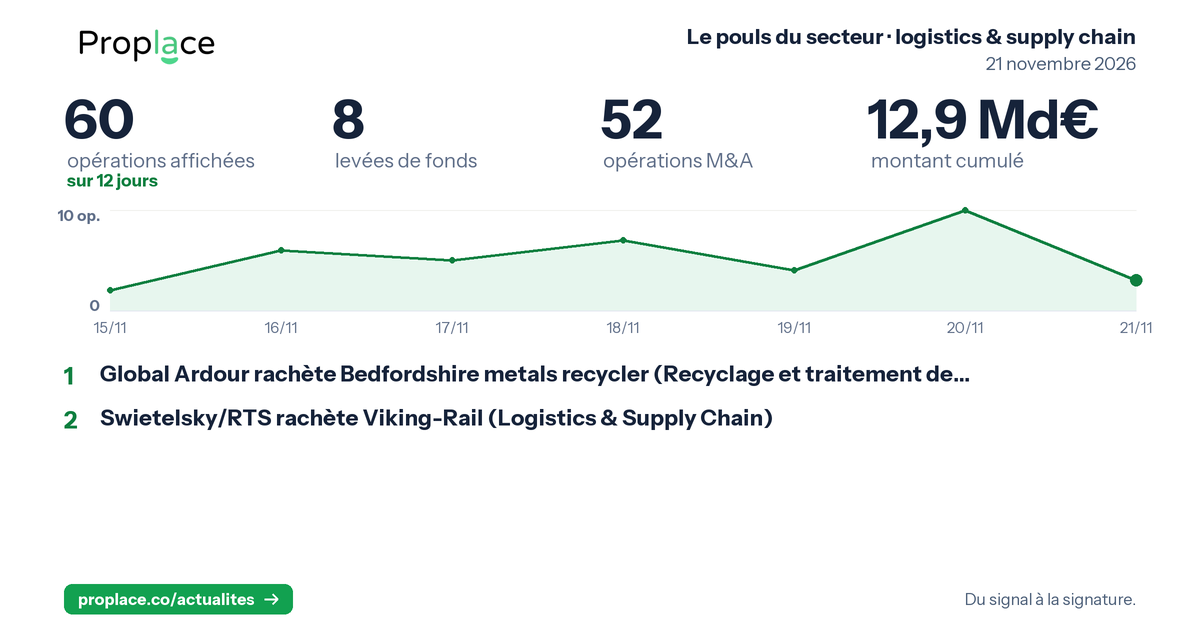 Proplace
Le pouls du secteur · logistics & supply chain
21 novembre 2026
60
opérations affichées
sur 12 jours
8
levées de fonds
52
opérations M&A
12,9 Md€
montant cumulé
10 op.
0
15/11
16/11
17/11
18/11
19/11
20/11
21/11
1 Global Ardour rachète Bedfordshire metals recycler (Recyclage et traitement de...
2 Swietelsky/RTS rachète Viking-Rail (Logistics & Supply Chain)
proplace.co/actualites →
Du signal à la signature.